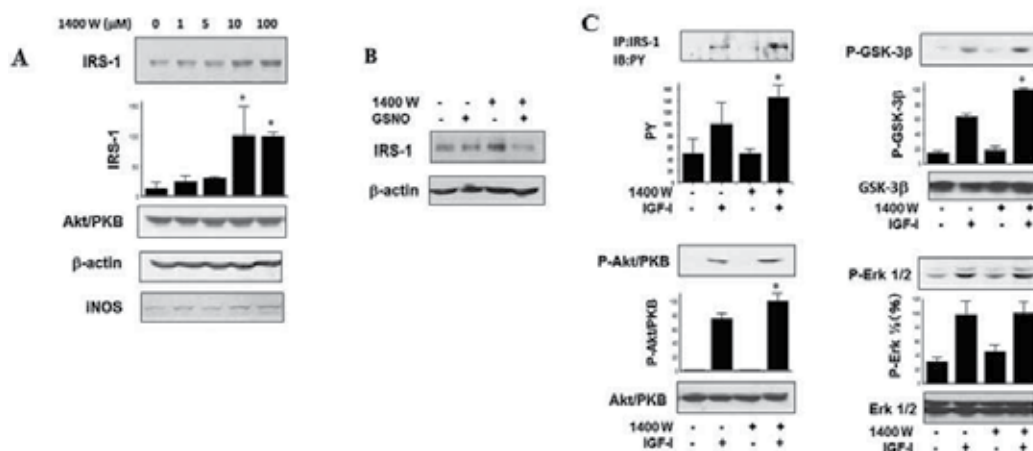 A
1400 W (µM) 0 1 5 10 100
IRS-1
IRS-1
Akt/PKB
β-actin
iNOS
B
1400 W - - + +
GSNO - + - +
IRS-1
β-actin
C
IP:IRS-1
IB:PY
PY
1400 W - - + +
IGF-I - + - +
P-GSK-3β
P-GSK-3β
GSK-3β
1400 W - - + +
IGF-I - + - +
P-Akt/PKB
P-Akt/PKB
Akt/PKB
1400 W - - + +
IGF-I - + - +
P-Erk 1/2
P-Erk ½(%)
Erk 1/2
1400 W - - + +
IGF-I - + - +